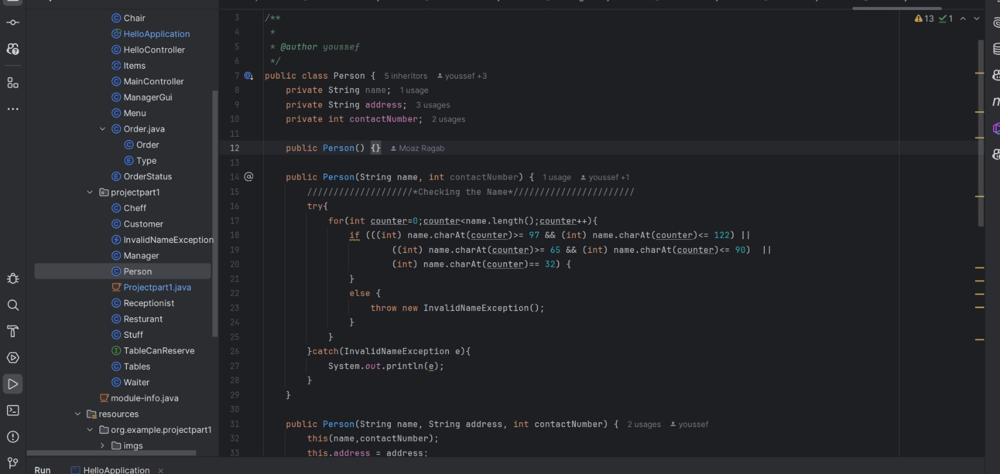 Chair
HelloApplication
HelloController
Items
MainController
ManagerGui
Menu
Order.java
Order
Type
OrderStatus
projectpart1
Cheff
Customer
InvalidNameException
Manager
Person
Projectpart1.java
Receptionist
Resturant
Stuff
TableCanReserve
Tables
Waiter
module-info.java
resources
org.example.projectpart1
imgs
13 1
3 /**
4 *
5 * @author youssef
6 */
7 public class Person { 5 inheritors youssef +3
8 private String name; 1 usage
9 private String address; 3 usages
10 private int contactNumber; 2 usages
11
12 public Person() {} Moaz Ragab
13
14 @ public Person(String name, int contactNumber) { 1 usage youssef +1
15 ////////////////////*Checking the Name*///////////////////////
16 try{
17 for(int counter=0;counter<name.length();counter++){
18 if (((int) name.charAt(counter)>= 97 && (int) name.charAt(counter)<= 122) ||
19 ((int) name.charAt(counter)>= 65 && (int) name.charAt(counter)<= 90) ||
20 (int) name.charAt(counter)== 32) {
21 }
22 else {
23 throw new InvalidNameException();
24 }
25 }
26 }catch(InvalidNameException e){
27 System.out.println(e);
28 }
29 }
30
31 public Person(String name, String address, int contactNumber) { 2 usages youssef
32 this(name,contactNumber);
33 this.address = address;
Run HelloApplication ×